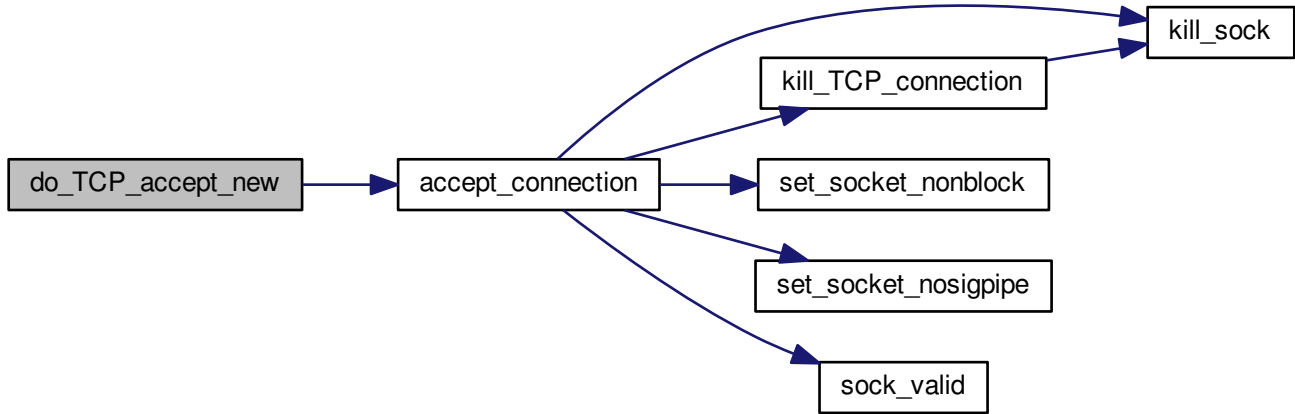 kill_sock
kill_TCP_connection
do_TCP_accept_new
accept_connection
set_socket_nonblock
set_socket_nosigpipe
sock_valid